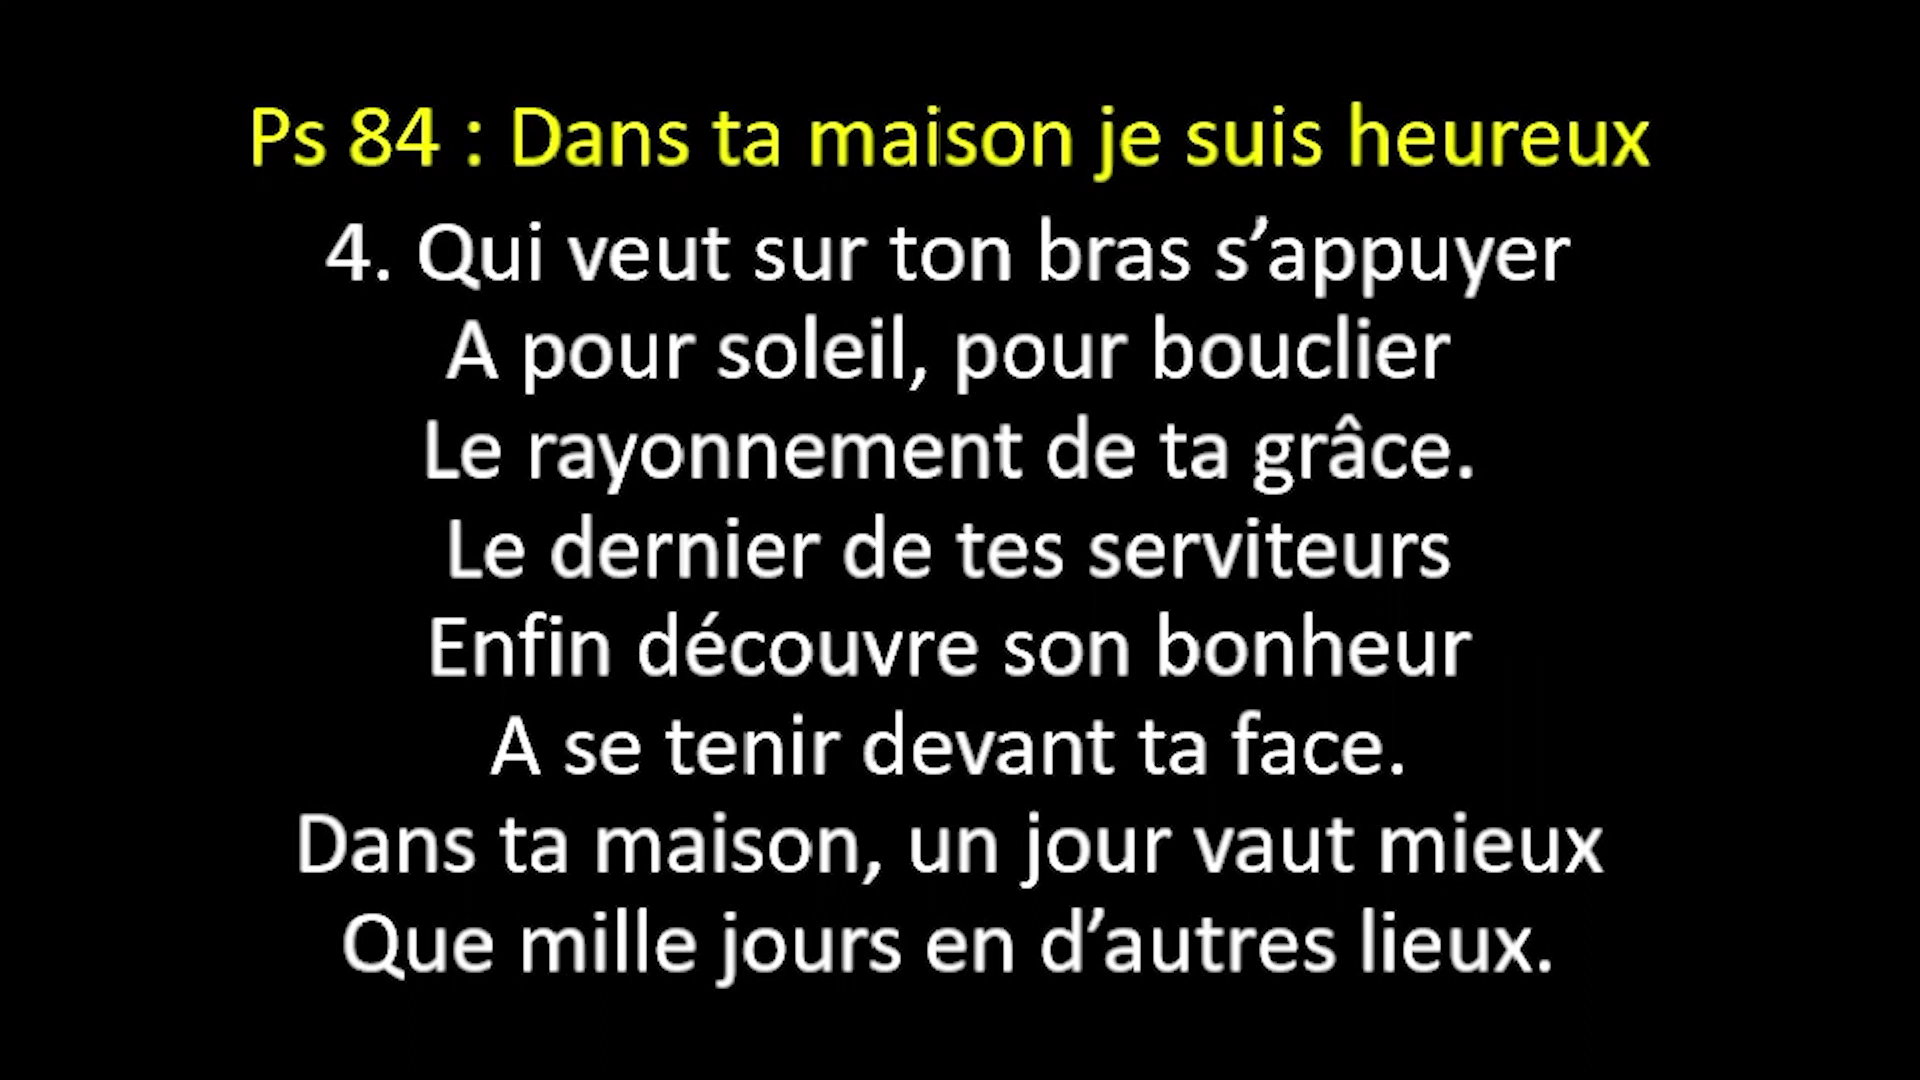 Ps 84 : Dans ta maison je suis heureux
4. Qui veut sur ton bras s’appuyer
A pour soleil, pour bouclier
Le rayonnement de ta grâce.
Le dernier de tes serviteurs
Enfin découvre son bonheur
A se tenir devant ta face.
Dans ta maison, un jour vaut mieux
Que mille jours en d’autres lieux.